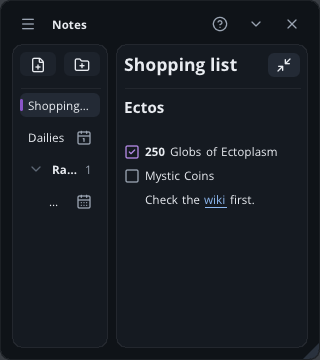 Notes
Shopping...
Dailies
Ra... 1
...
Shopping list
Ectos
250 Globs of Ectoplasm
Mystic Coins
Check the wiki first.